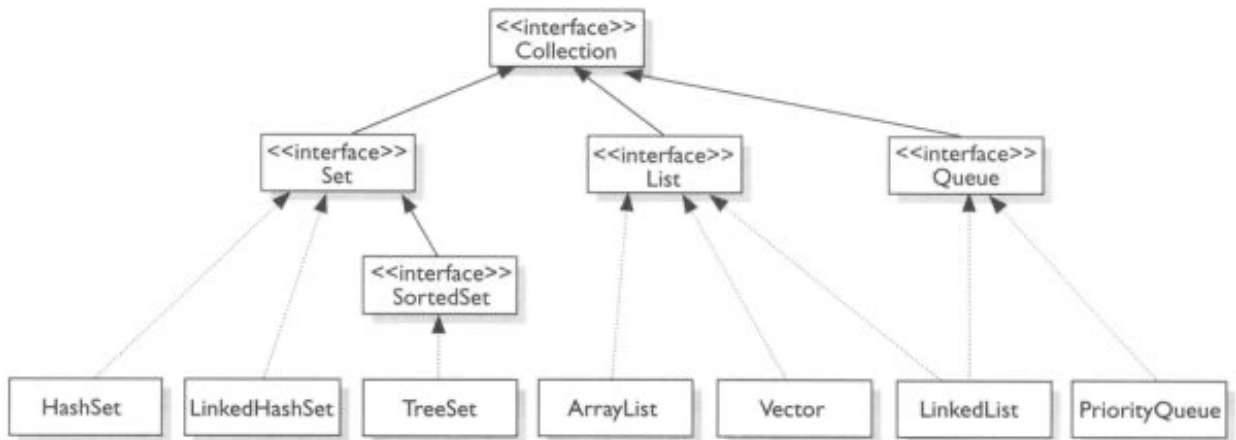 <<interface>>
Collection
<<interface>>
Set
<<interface>>
List
<<interface>>
Queue
<<interface>>
SortedSet
HashSet
LinkedHashSet
TreeSet
ArrayList
Vector
LinkedList
PriorityQueue